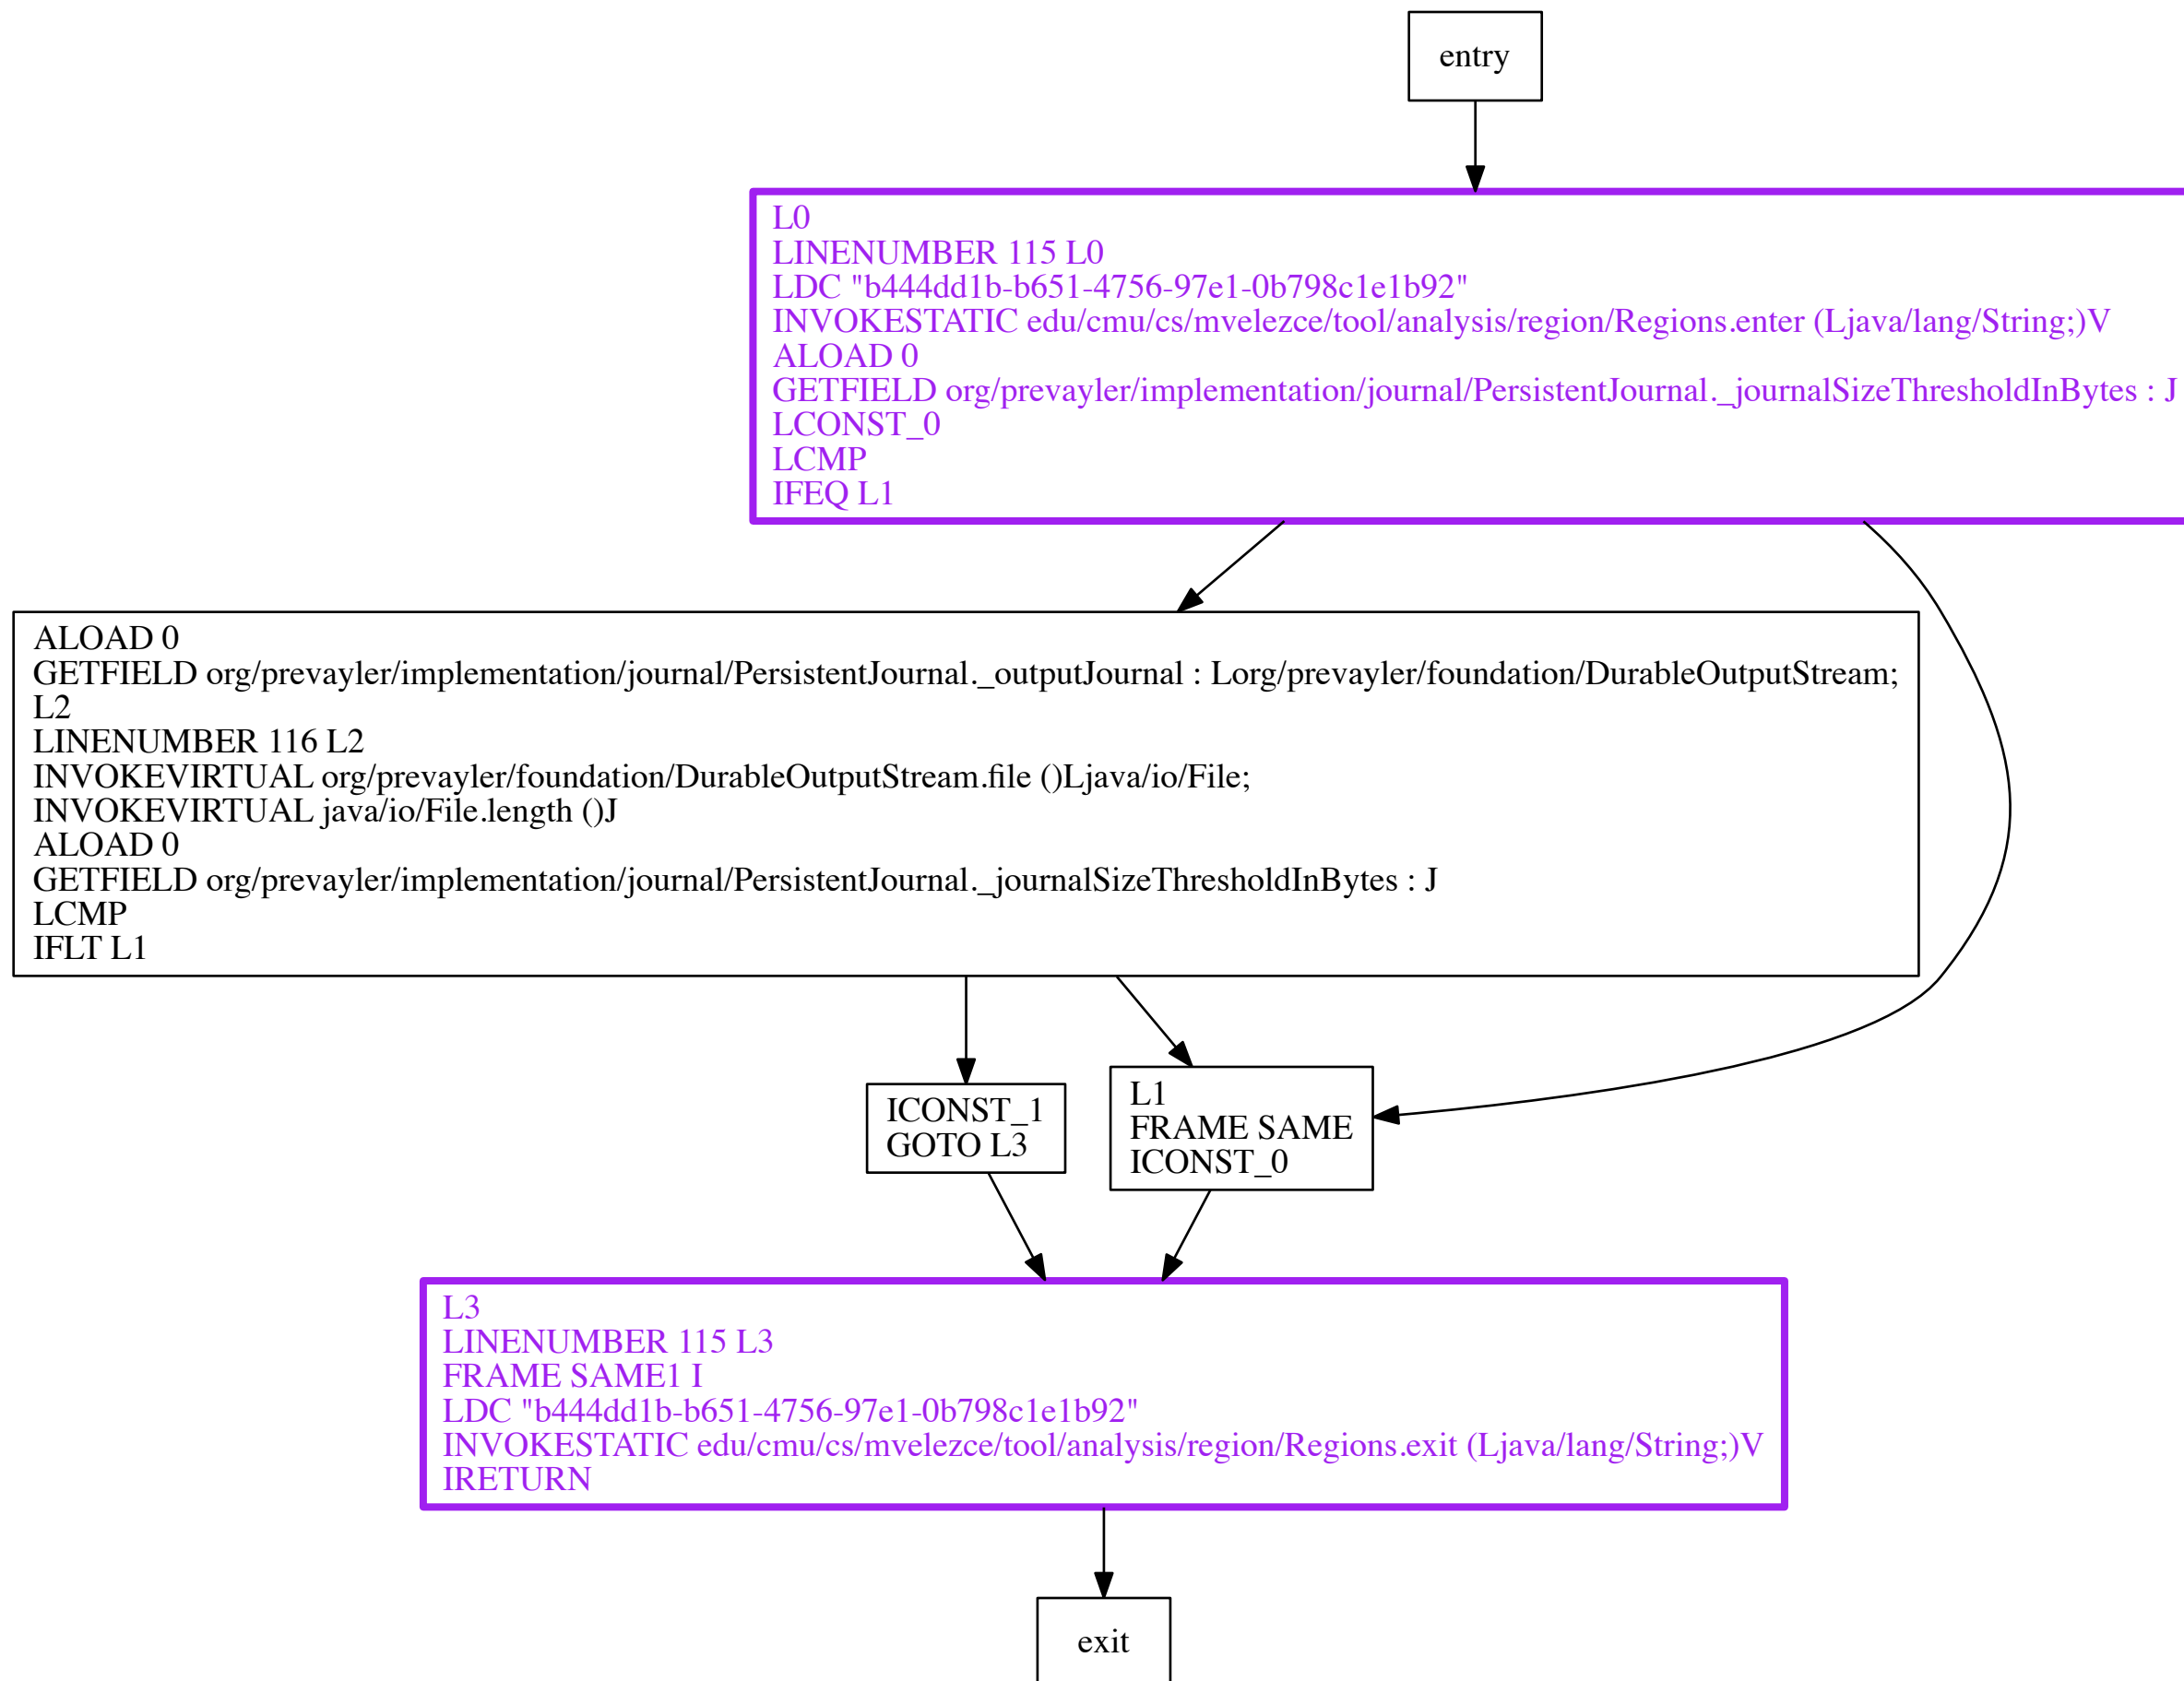 entry
L0
LINENUMBER 115 L0
LDC "b444dd1b-b651-4756-97e1-0b798c1e1b92"
INVOKESTATIC edu/cmu/cs/mvelezce/tool/analysis/region/Regions.enter (Ljava/lang/String;)V
ALOAD 0
GETFIELD org/prevayler/implementation/journal/PersistentJournal._journalSizeThresholdInBytes : J
LCONST_0
LCMP
IFEQ L1
ALOAD 0
GETFIELD org/prevayler/implementation/journal/PersistentJournal._outputJournal : Lorg/prevayler/foundation/DurableOutputStream;
L2
LINENUMBER 116 L2
INVOKEVIRTUAL org/prevayler/foundation/DurableOutputStream.file ()Ljava/io/File;
INVOKEVIRTUAL java/io/File.length ()J
ALOAD 0
GETFIELD org/prevayler/implementation/journal/PersistentJournal._journalSizeThresholdInBytes : J
LCMP
IFLT L1
ICONST_1
GOTO L3
L1
FRAME SAME
ICONST_0
L3
LINENUMBER 115 L3
FRAME SAME1 I
LDC "b444dd1b-b651-4756-97e1-0b798c1e1b92"
INVOKESTATIC edu/cmu/cs/mvelezce/tool/analysis/region/Regions.exit (Ljava/lang/String;)V
IRETURN
exit